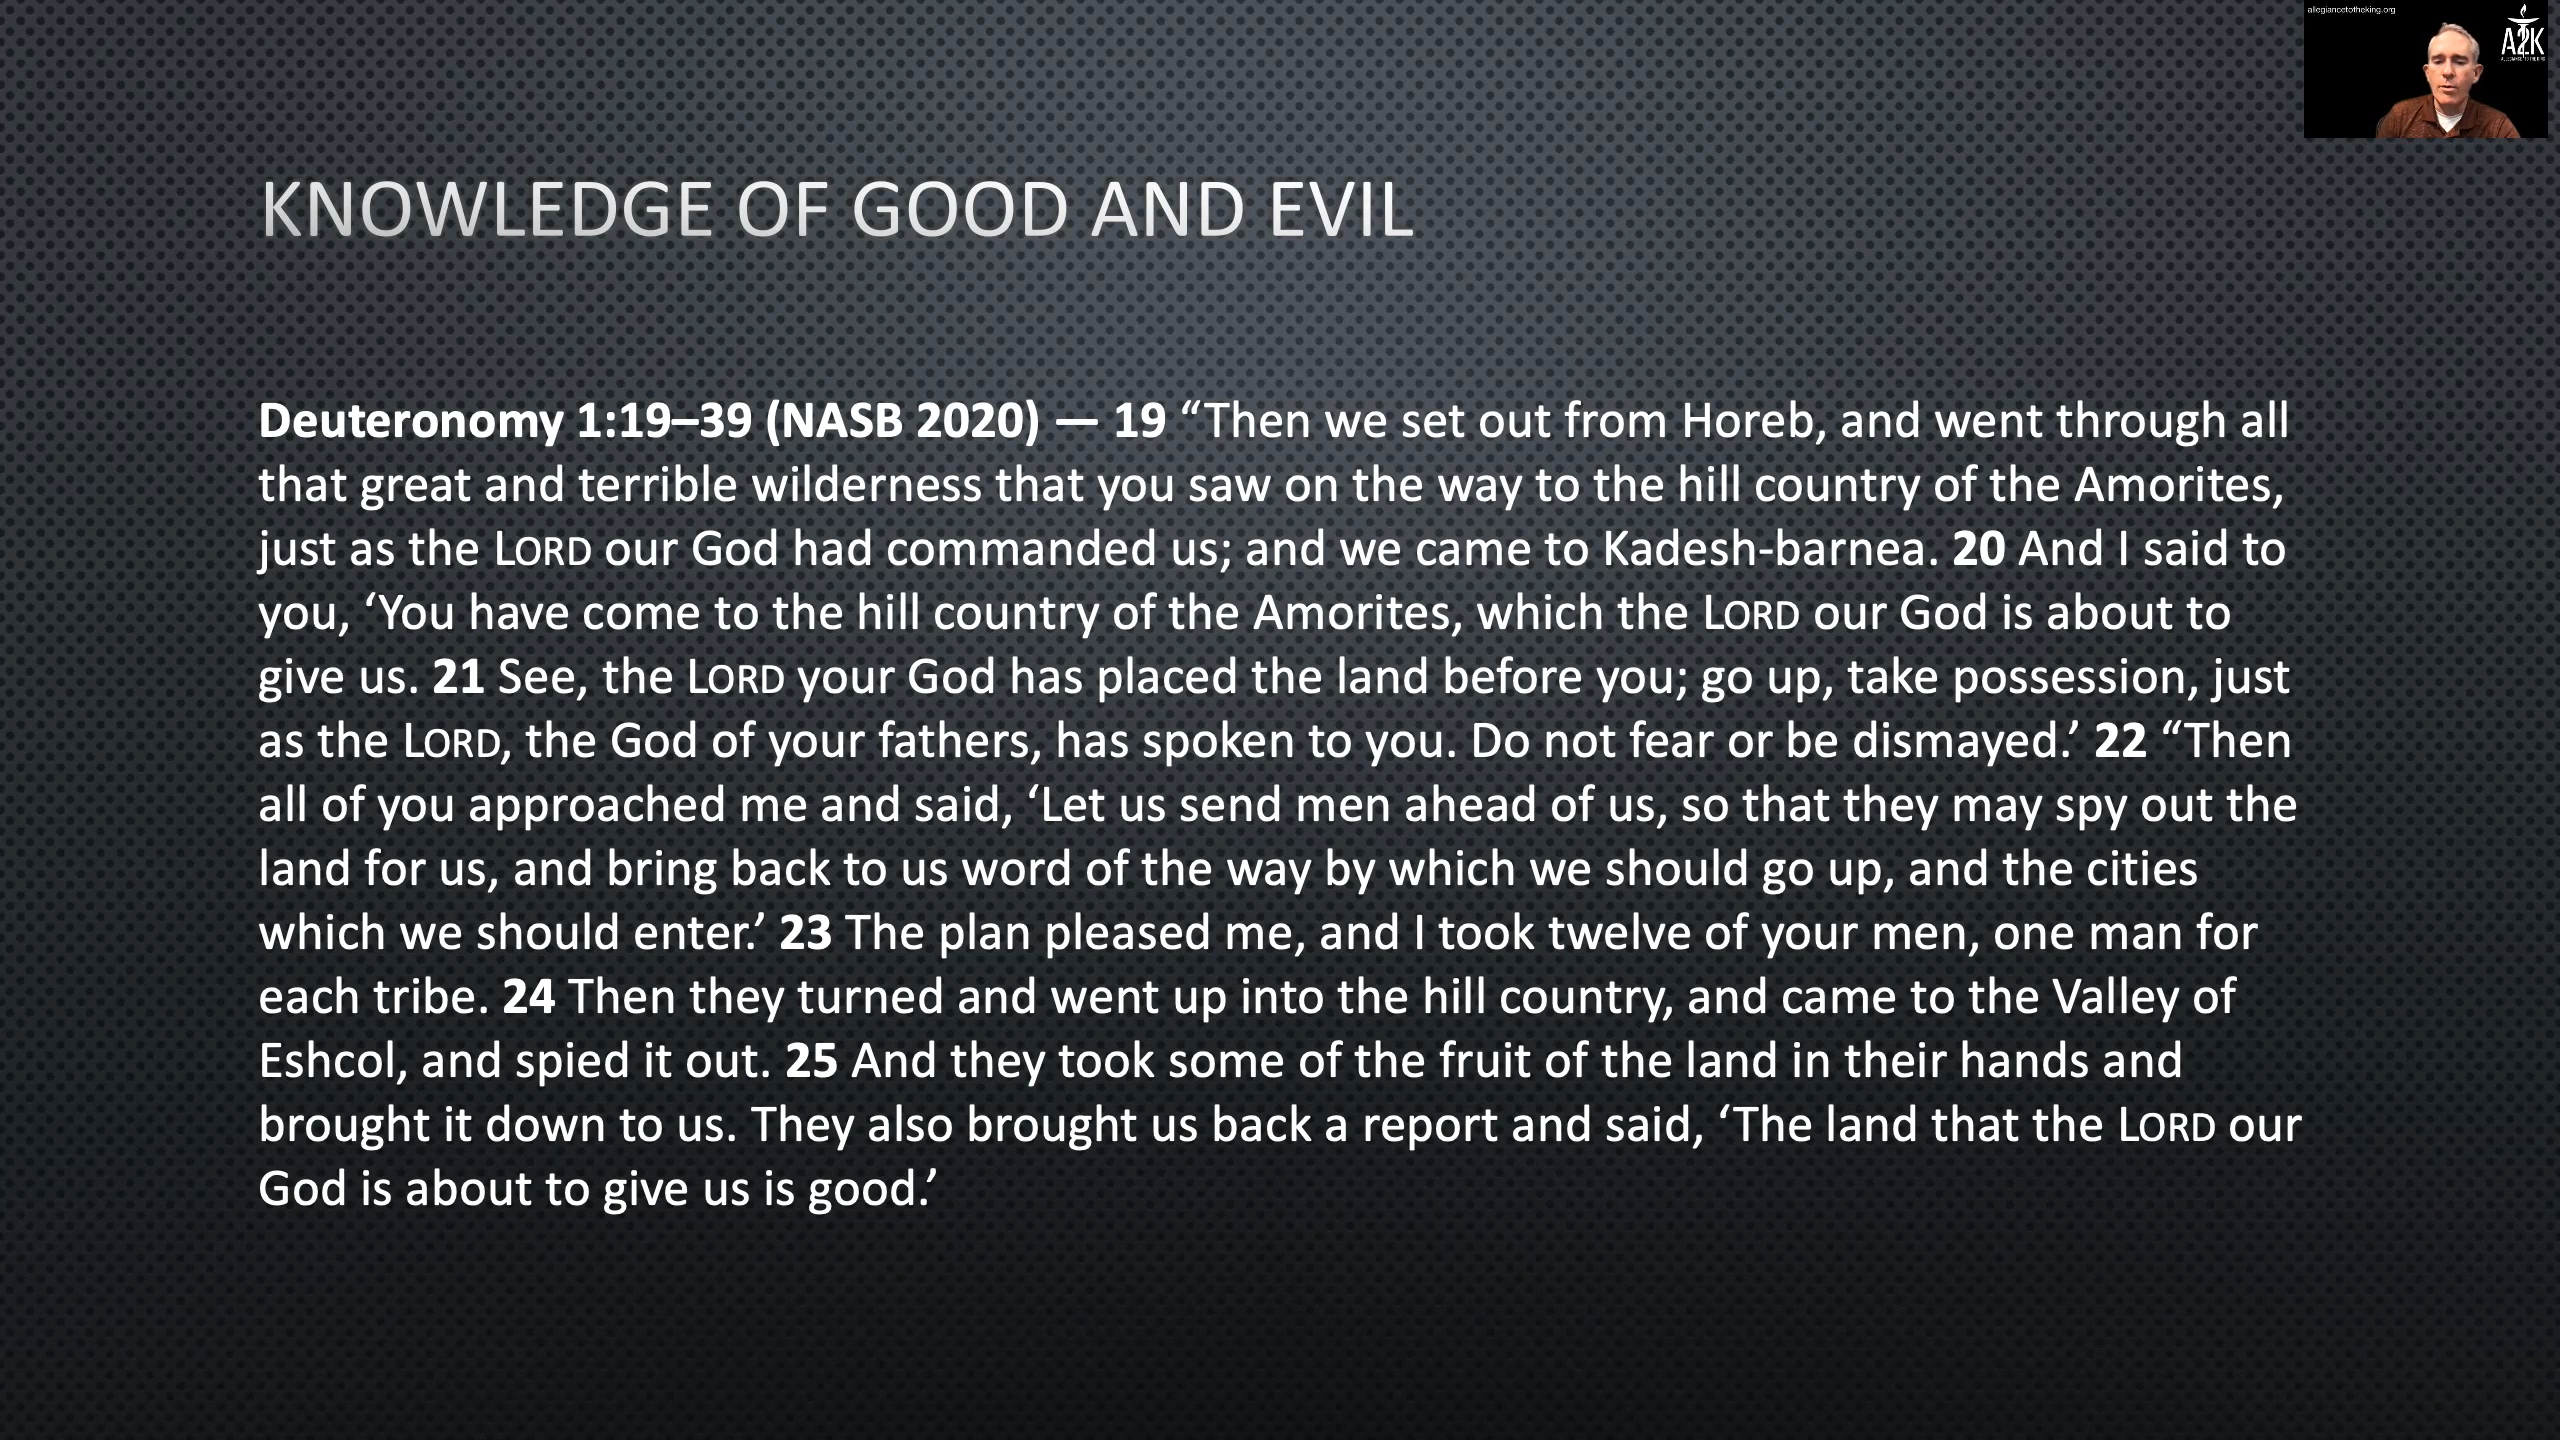 allegiancetotheking.org
A2K
KNOWLEDGE OF GOOD AND EVIL
Deuteronomy 1:19–39 (NASB 2020) — 19 “Then we set out from Horeb, and went through all
that great and terrible wilderness that you saw on the way to the hill country of the Amorites,
just as the LORD our God had commanded us; and we came to Kadesh-barnea. 20 And I said to
you, ‘You have come to the hill country of the Amorites, which the LORD our God is about to
give us. 21 See, the LORD your God has placed the land before you; go up, take possession, just
as the LORD, the God of your fathers, has spoken to you. Do not fear or be dismayed.’ 22 “Then
all of you approached me and said, ‘Let us send men ahead of us, so that they may spy out the
land for us, and bring back to us word of the way by which we should go up, and the cities
which we should enter.’ 23 The plan pleased me, and I took twelve of your men, one man for
each tribe. 24 Then they turned and went up into the hill country, and came to the Valley of
Eshcol, and spied it out. 25 And they took some of the fruit of the land in their hands and
brought it down to us. They also brought us back a report and said, ‘The land that the LORD our
God is about to give us is good.’